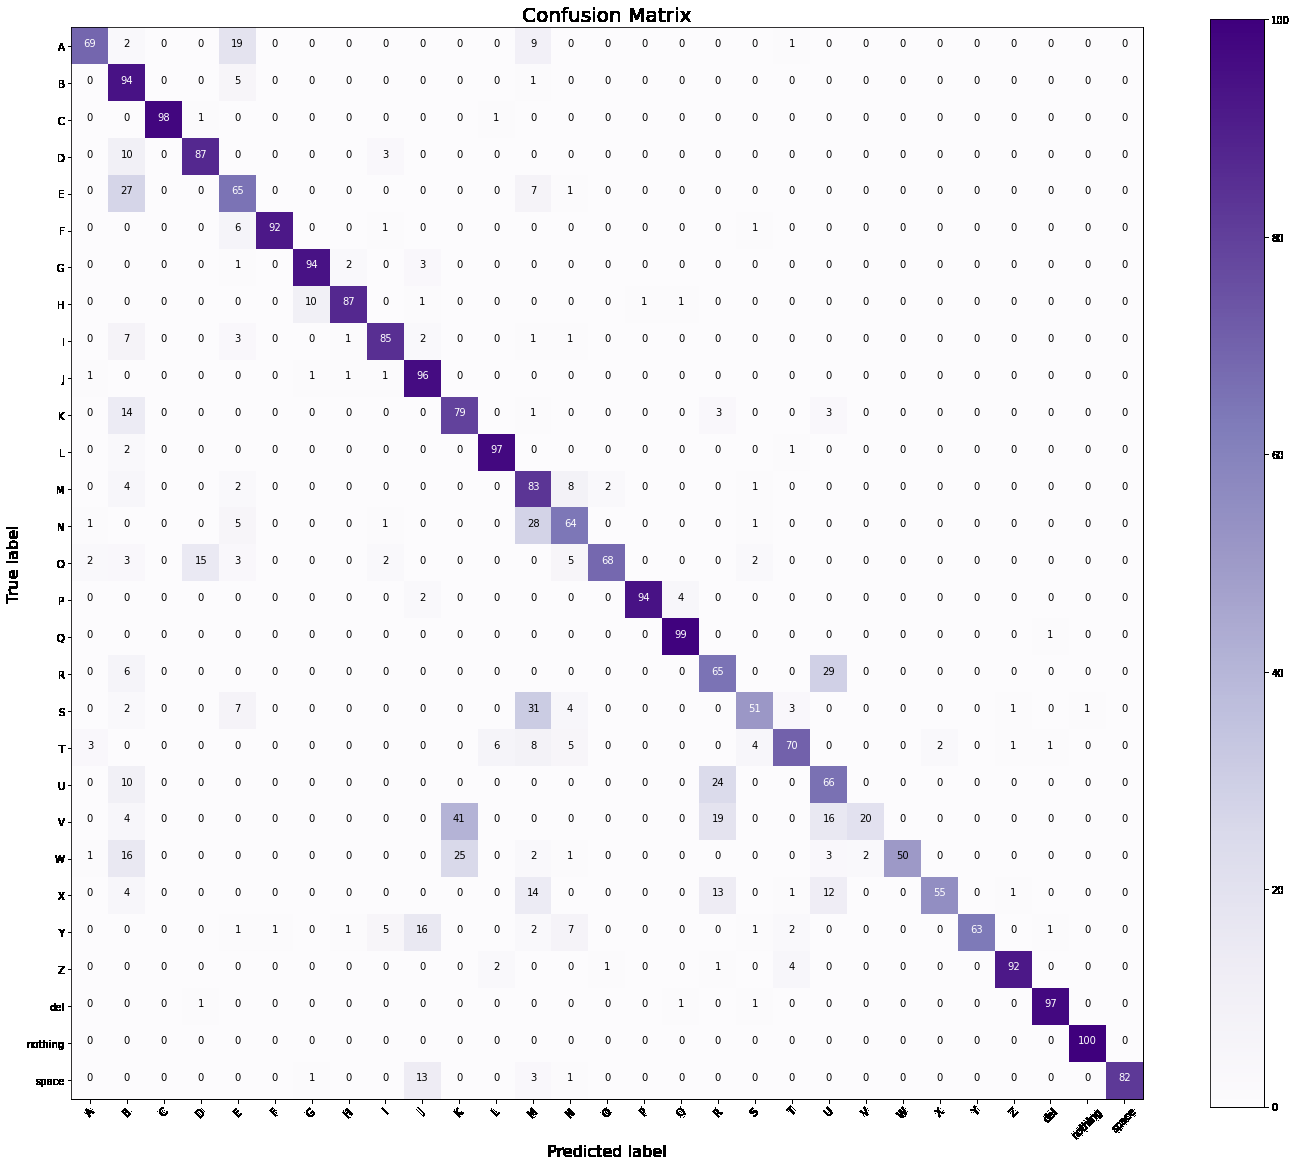 Confusion Matrix
A 69 2 0 0 19 0 0 0 0 0 0 0 9 0 0 0 0 0 0 1 0 0 0 0 0 0 0 0 0
B 0 94 0 0 5 0 0 0 0 0 0 0 1 0 0 0 0 0 0 0 0 0 0 0 0 0 0 0 0
C 0 0 98 1 0 0 0 0 0 0 0 1 0 0 0 0 0 0 0 0 0 0 0 0 0 0 0 0 0
D 0 10 0 87 0 0 0 0 3 0 0 0 0 0 0 0 0 0 0 0 0 0 0 0 0 0 0 0 0
E 0 27 0 0 65 0 0 0 0 0 0 0 7 1 0 0 0 0 0 0 0 0 0 0 0 0 0 0 0
F 0 0 0 0 6 92 0 0 1 0 0 0 0 0 0 0 0 0 1 0 0 0 0 0 0 0 0 0 0
G 0 0 0 0 1 0 94 2 0 3 0 0 0 0 0 0 0 0 0 0 0 0 0 0 0 0 0 0 0
H 0 0 0 0 0 0 10 87 0 1 0 0 0 0 0 1 1 0 0 0 0 0 0 0 0 0 0 0 0
I 0 7 0 0 3 0 0 1 85 2 0 0 1 1 0 0 0 0 0 0 0 0 0 0 0 0 0 0 0
J 1 0 0 0 0 0 1 1 1 96 0 0 0 0 0 0 0 0 0 0 0 0 0 0 0 0 0 0 0
K 0 14 0 0 0 0 0 0 0 0 79 0 1 0 0 0 0 3 0 0 3 0 0 0 0 0 0 0 0
L 0 2 0 0 0 0 0 0 0 0 0 97 0 0 0 0 0 0 0 1 0 0 0 0 0 0 0 0 0
M 0 4 0 0 2 0 0 0 0 0 0 0 83 8 2 0 0 0 1 0 0 0 0 0 0 0 0 0 0
N 1 0 0 0 5 0 0 0 1 0 0 0 28 64 0 0 0 0 1 0 0 0 0 0 0 0 0 0 0
O 2 3 0 15 3 0 0 0 2 0 0 0 0 5 68 0 0 0 2 0 0 0 0 0 0 0 0 0 0
P 0 0 0 0 0 0 0 0 0 2 0 0 0 0 0 94 4 0 0 0 0 0 0 0 0 0 0 0 0
Q 0 0 0 0 0 0 0 0 0 0 0 0 0 0 0 0 99 0 0 0 0 0 0 0 0 0 1 0 0
R 0 6 0 0 0 0 0 0 0 0 0 0 0 0 0 0 0 65 0 0 29 0 0 0 0 0 0 0 0
S 0 2 0 0 7 0 0 0 0 0 0 0 31 4 0 0 0 0 51 3 0 0 0 0 0 1 0 1 0
T 3 0 0 0 0 0 0 0 0 0 0 6 8 5 0 0 0 0 4 70 0 0 0 2 0 1 1 0 0
U 0 10 0 0 0 0 0 0 0 0 0 0 0 0 0 0 0 24 0 0 66 0 0 0 0 0 0 0 0
V 0 4 0 0 0 0 0 0 0 0 41 0 0 0 0 0 0 19 0 0 16 20 0 0 0 0 0 0 0
W 1 16 0 0 0 0 0 0 0 0 25 0 2 1 0 0 0 0 0 0 3 2 50 0 0 0 0 0 0
X 0 4 0 0 0 0 0 0 0 0 0 0 14 0 0 0 0 13 0 1 12 0 0 55 0 1 0 0 0
Y 0 0 0 0 1 1 0 1 5 16 0 0 2 7 0 0 0 0 1 2 0 0 0 0 63 0 1 0 0
Z 0 0 0 0 0 0 0 0 0 0 0 2 0 0 1 0 0 1 0 4 0 0 0 0 0 92 0 0 0
del 0 0 0 1 0 0 0 0 0 0 0 0 0 0 0 0 1 0 1 0 0 0 0 0 0 0 97 0 0
nothing 0 0 0 0 0 0 0 0 0 0 0 0 0 0 0 0 0 0 0 0 0 0 0 0 0 0 0 100 0
space 0 0 0 0 0 0 1 0 0 13 0 0 3 1 0 0 0 0 0 0 0 0 0 0 0 0 0 0 82
A B C D E F G H I J K L M N O P Q R S T U V W X Y Z del nothing space
Predicted label
True label
100
80
60
40
20
0